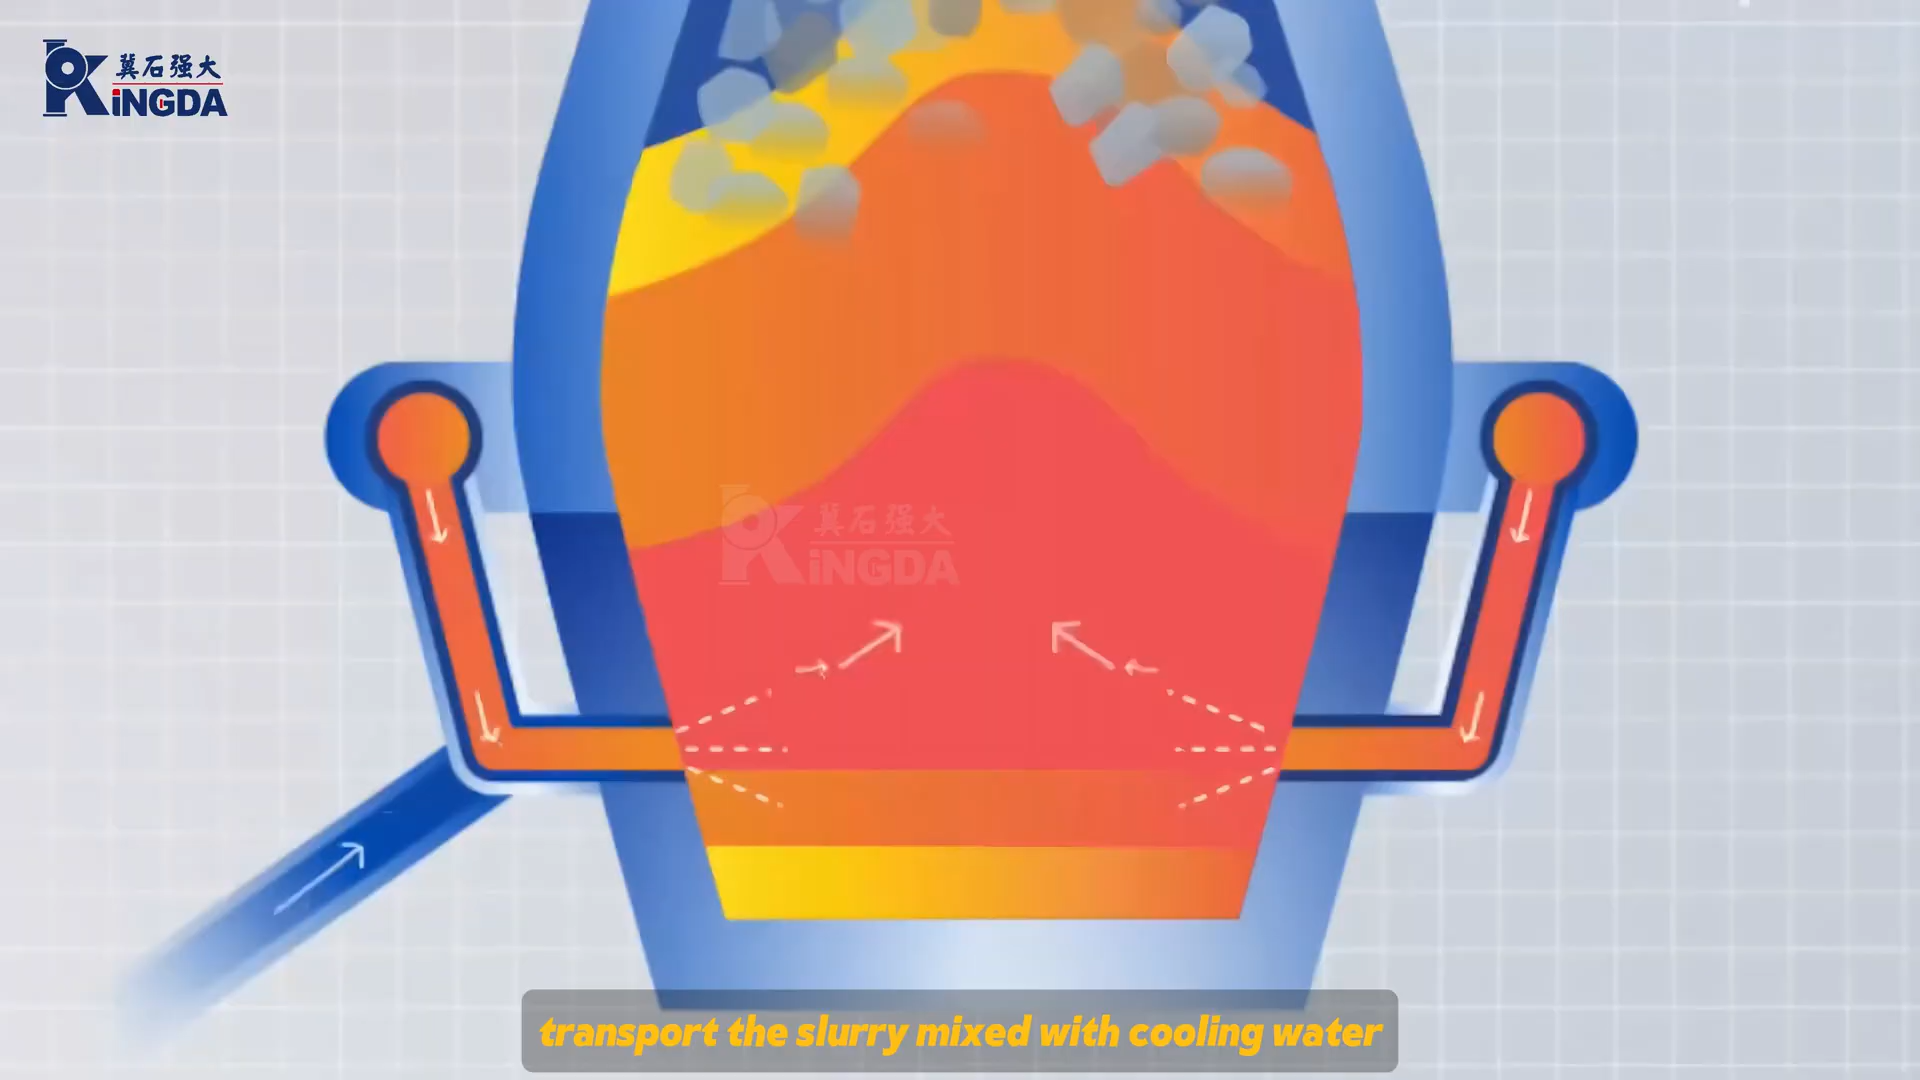 冀石强大
KiNGDA
冀石强大
KiNGDA
transport the slurry mixed with cooling water